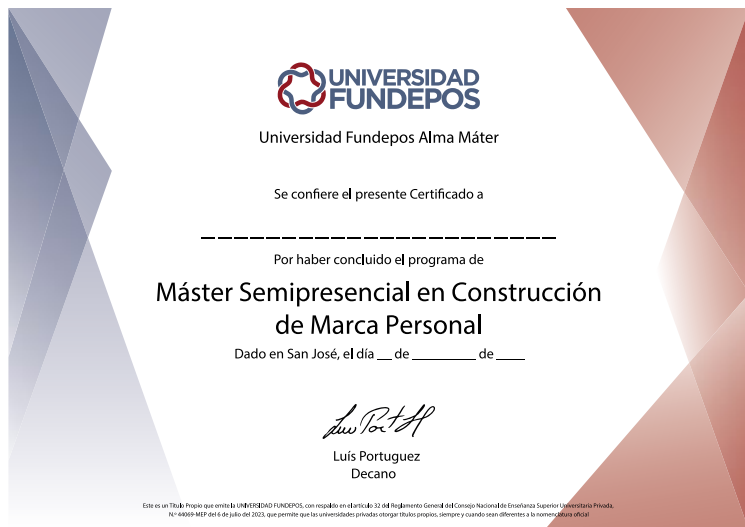 UNIVERSIDAD
FUNDEPOS
Universidad Fundepos Alma Máter
Se confiere el presente Certificado a
Por haber concluido el programa de
Máster Semipresencial en Construcción
de Marca Personal
Dado en San José, el día __ de ________ de ____
Luís Portuguez
Decano
Este es un Título Propio que emite la UNIVERSIDAD FUNDEPOS, con respaldo en el artículo 32 del Reglamento General del Consejo Nacional de Enseñanza Superior Universitaria Privada,
N.º 44069-MEP del 6 de julio del 2023, que permite que las universidades privadas otorgar títulos propios, siempre y cuando sean diferentes a la nomenclatura oficial